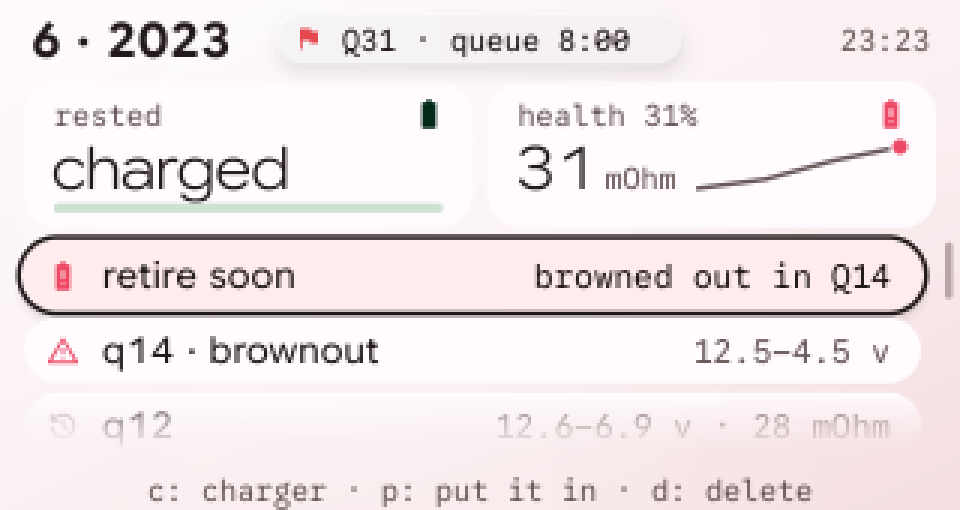 6 · 2023
Q31 · queue 8:00
23:23
rested
charged
health 31%
31 mOhm
retire soon
browned out in Q14
q14 · brownout
12.5–4.5 v
q12
12.6–6.9 v · 28 mOhm
c: charger · p: put it in · d: delete